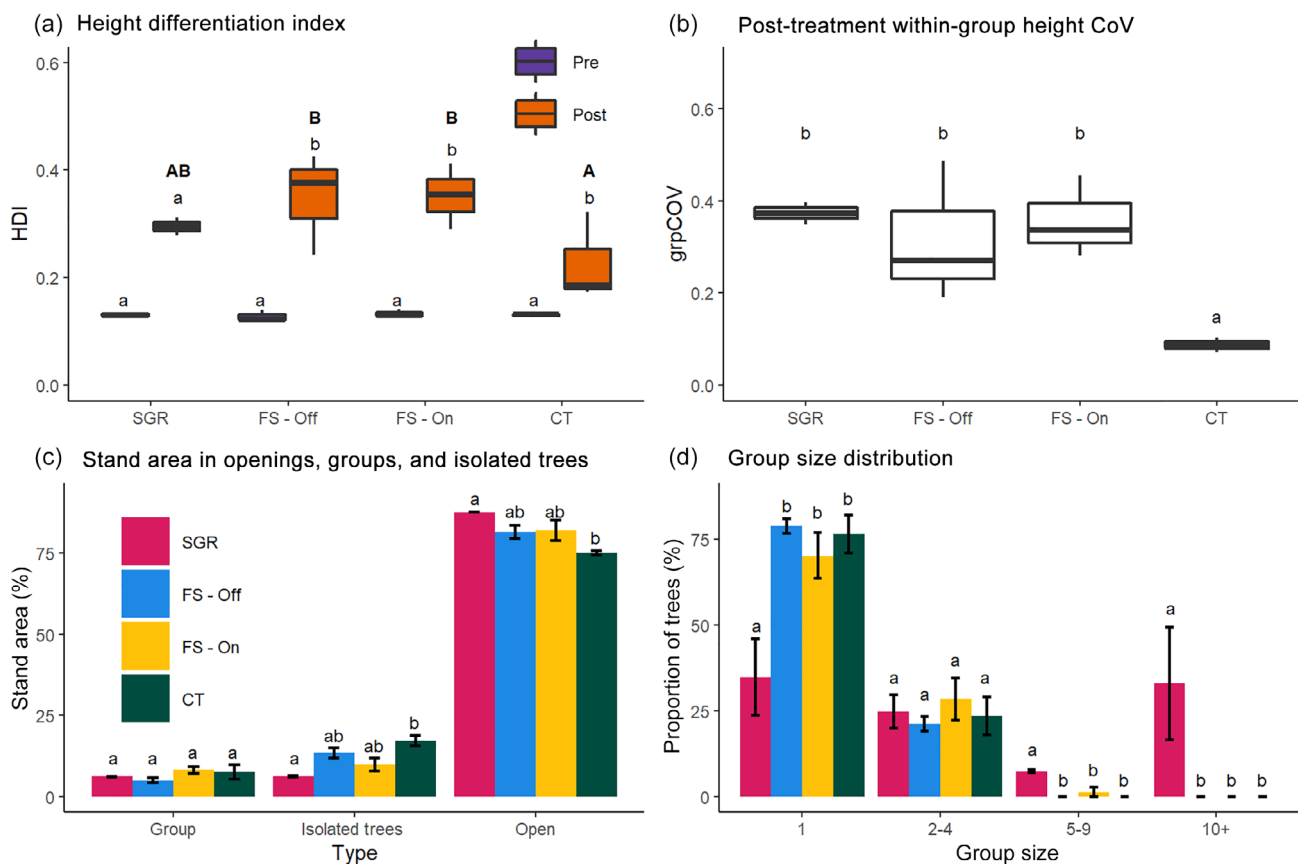 (a) Height differentiation index
0.6
0.4
0.2
0.0
HDI
Pre
Post
AB
a
B
b
B
b
A
b
a
a
a
a
SGR FS - Off FS - On CT
(b) Post-treatment within-group height CoV
0.6
0.4
0.2
0.0
grpCOV
b b b
a
SGR FS - Off FS - On CT
(c) Stand area in openings, groups, and isolated trees
75
50
25
0
Stand area (%)
SGR
FS - Off
FS - On
CT
a a a a
a ab ab b
a ab ab b
Group Isolated trees Open
Type
(d) Group size distribution
75
50
25
0
Proportion of trees (%)
a b b b
a a a a
a b b b
a b b b
1 2-4 5-9 10+
Group size